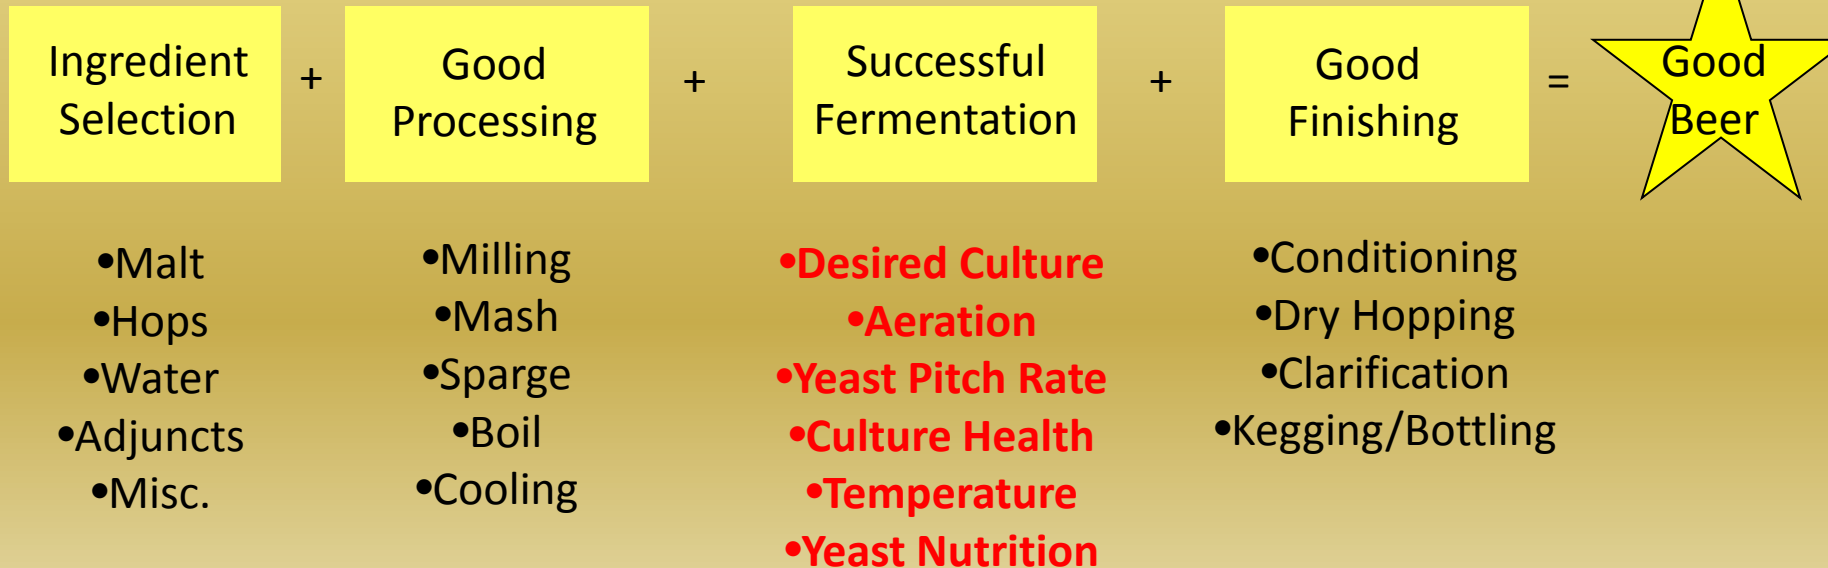 Ingredient
Selection
+
Good
Processing
+
Successful
Fermentation
+
Good
Finishing
=
Good
Beer
•Malt
•Hops
•Water
•Adjuncts
•Misc.
•Milling
•Mash
•Sparge
•Boil
•Cooling
•Desired Culture
•Aeration
•Yeast Pitch Rate
•Culture Health
•Temperature
•Yeast Nutrition
•Conditioning
•Dry Hopping
•Clarification
•Kegging/Bottling